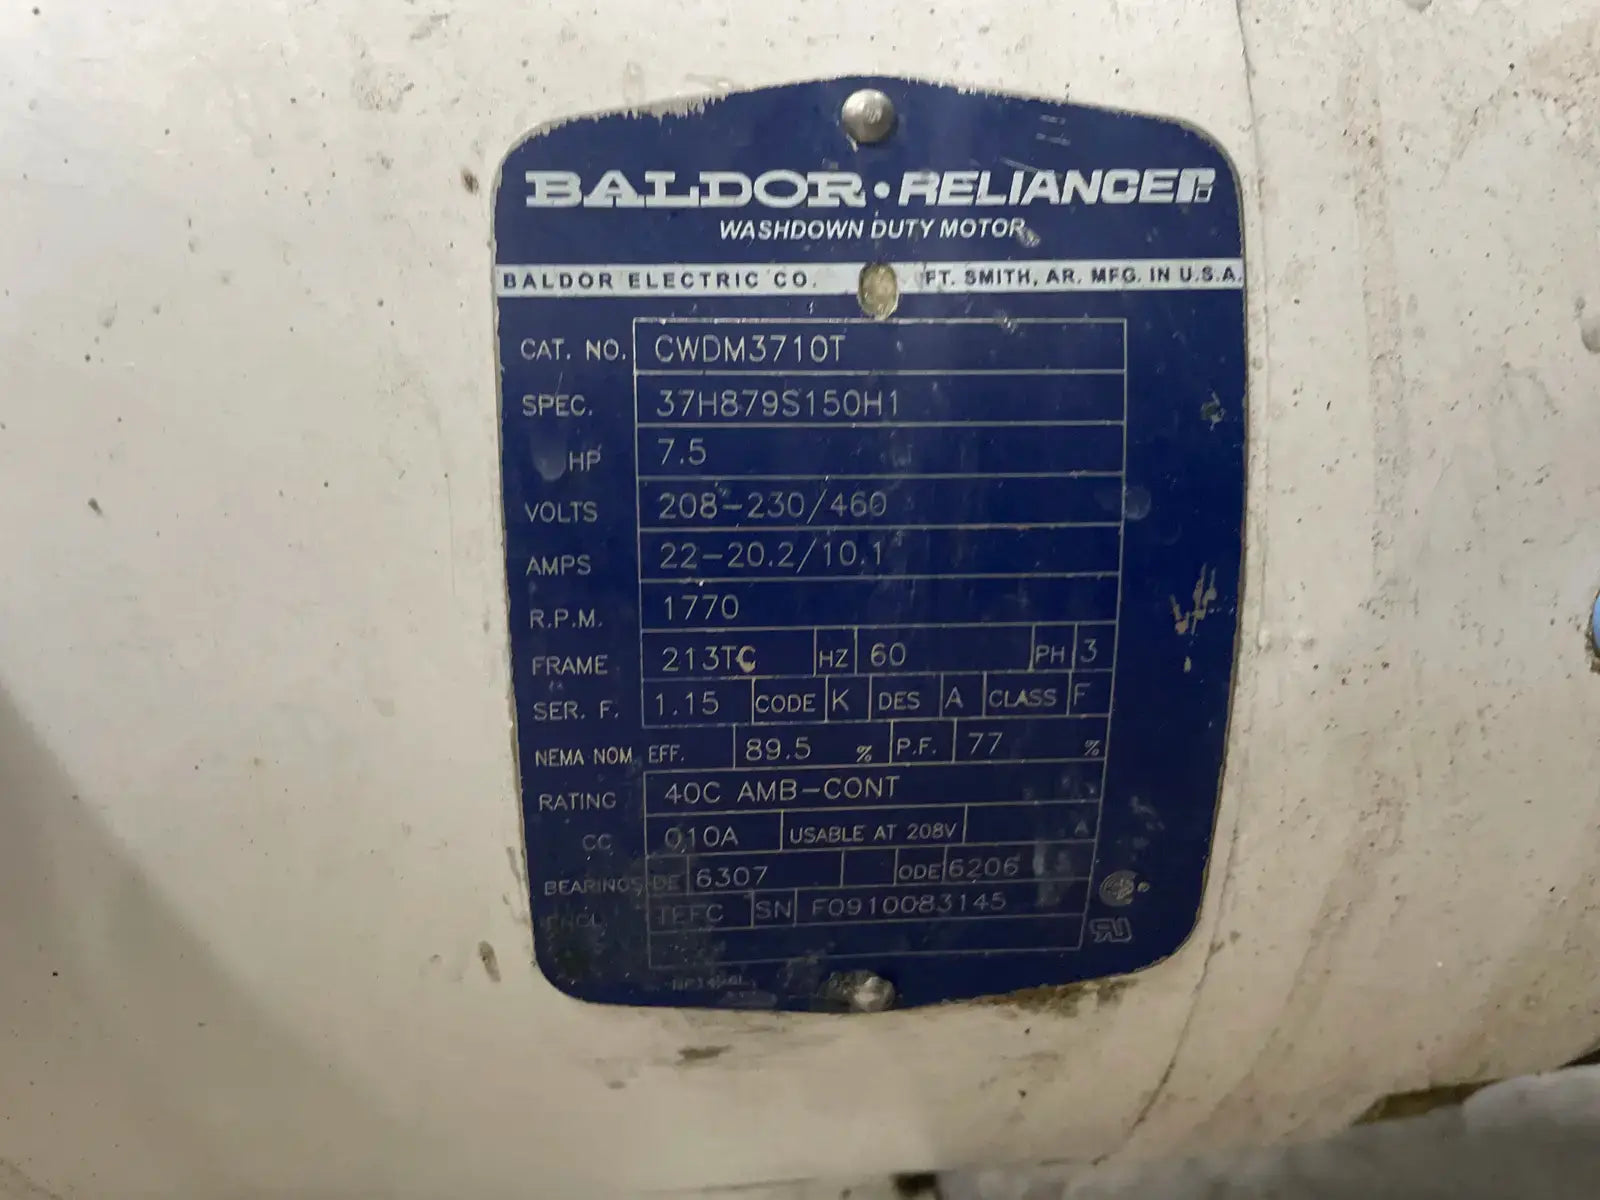 BALDOR • RELIANCER
WASHDOWN DUTY MOTOR
BALDOR ELECTRIC CO. FT. SMITH, AR. MFG. IN U.S.A.
CAT. NO. CWDM3710T
SPEC. 37H879S150H1
HP 7.5
VOLTS 208-230/460
AMPS 22-20.2/10.1
R.P.M. 1770
FRAME 213TC HZ 60 PH 3
SER. F. 1.15 CODE K DES A CLASS F
NEMA NOM. EFF. 89.5 % P.F. 77 %
RATING 40C AMB-CONT
CC 010A USABLE AT 208V A
BEARINGS DE 6307 ODE 6206
ENCL. TEFC SN F0910083145